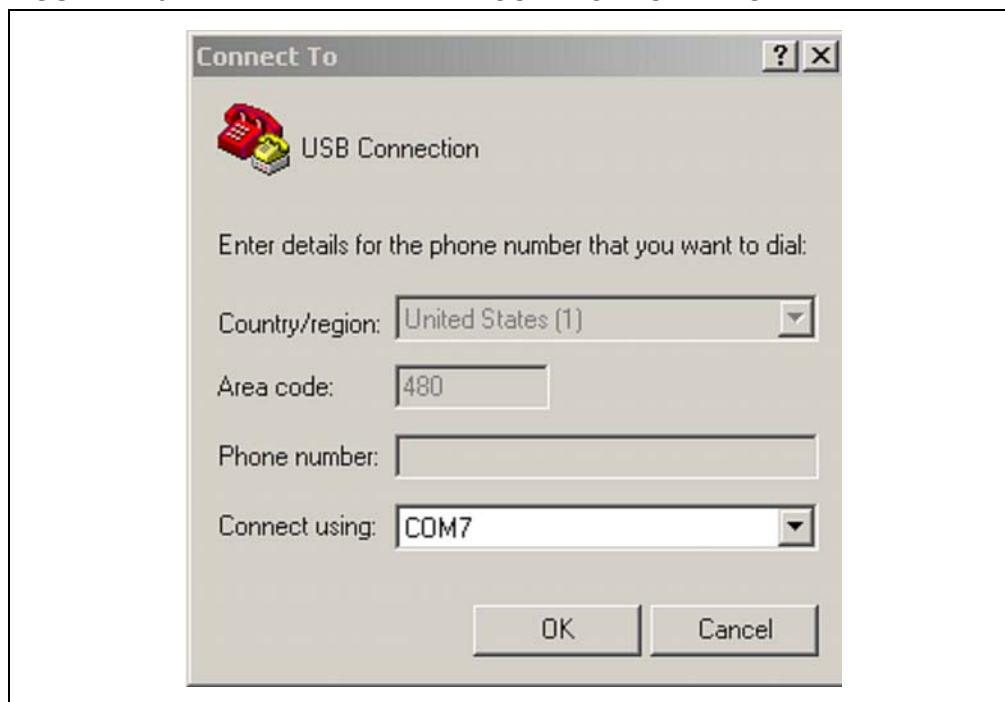 Connect To
USB Connection
Enter details for the phone number that you want to dial:
Country/region: United States (1)
Area code: 480
Phone number:
Connect using: COM7
OK Cancel